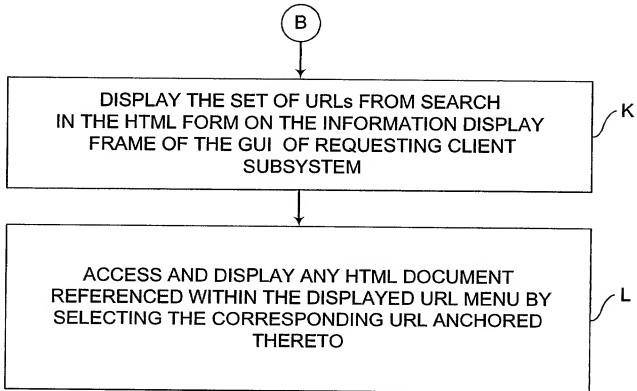 B
DISPLAY THE SET OF URLs FROM SEARCH
IN THE HTML FORM ON THE INFORMATION DISPLAY
FRAME OF THE GUI OF REQUESTING CLIENT
SUBSYSTEM
K
ACCESS AND DISPLAY ANY HTML DOCUMENT
REFERENCED WITHIN THE DISPLAYED URL MENU BY
SELECTING THE CORRESPONDING URL ANCHORED
THERETO
L